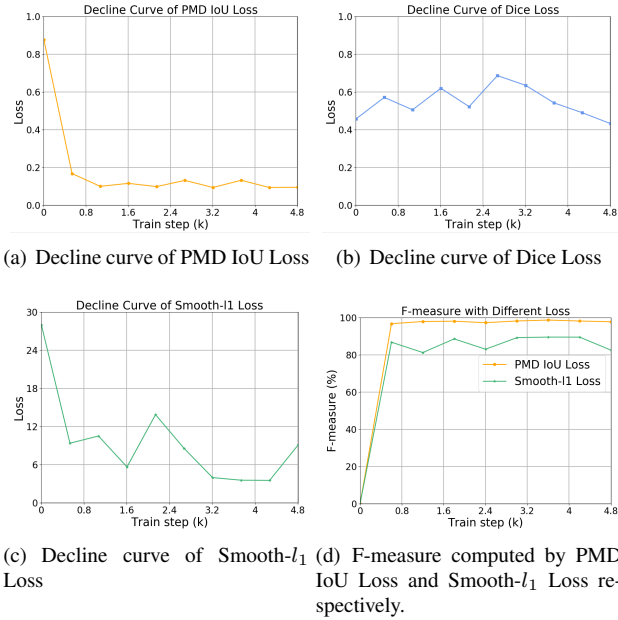 Decline Curve of PMD IoU Loss
1.0
0.8
0.6
0.4
0.2
0.0
Loss
0 0.8 1.6 2.4 3.2 4.0 4.8
Train step (k)
(a) Decline curve of PMD IoU Loss
Decline Curve of Dice Loss
1.0
0.8
0.6
0.4
0.2
0.0
Loss
0 0.8 1.6 2.4 3.2 4.0 4.8
Train step (k)
(b) Decline curve of Dice Loss
Decline Curve of Smooth-l1 Loss
30
24
18
12
6
0
Loss
0 0.8 1.6 2.4 3.2 4.0 4.8
Train step (k)
(c) Decline curve of Smooth-l₁
Loss
F-measure with Different Loss
100
80
60
40
20
0
F-measure (%)
PMD IoU Loss
Smooth-l1 Loss
0 0.8 1.6 2.4 3.2 4.0 4.8
Train step (k)
(d) F-measure computed by PMD
IoU Loss and Smooth-l₁ Loss re-
spectively.